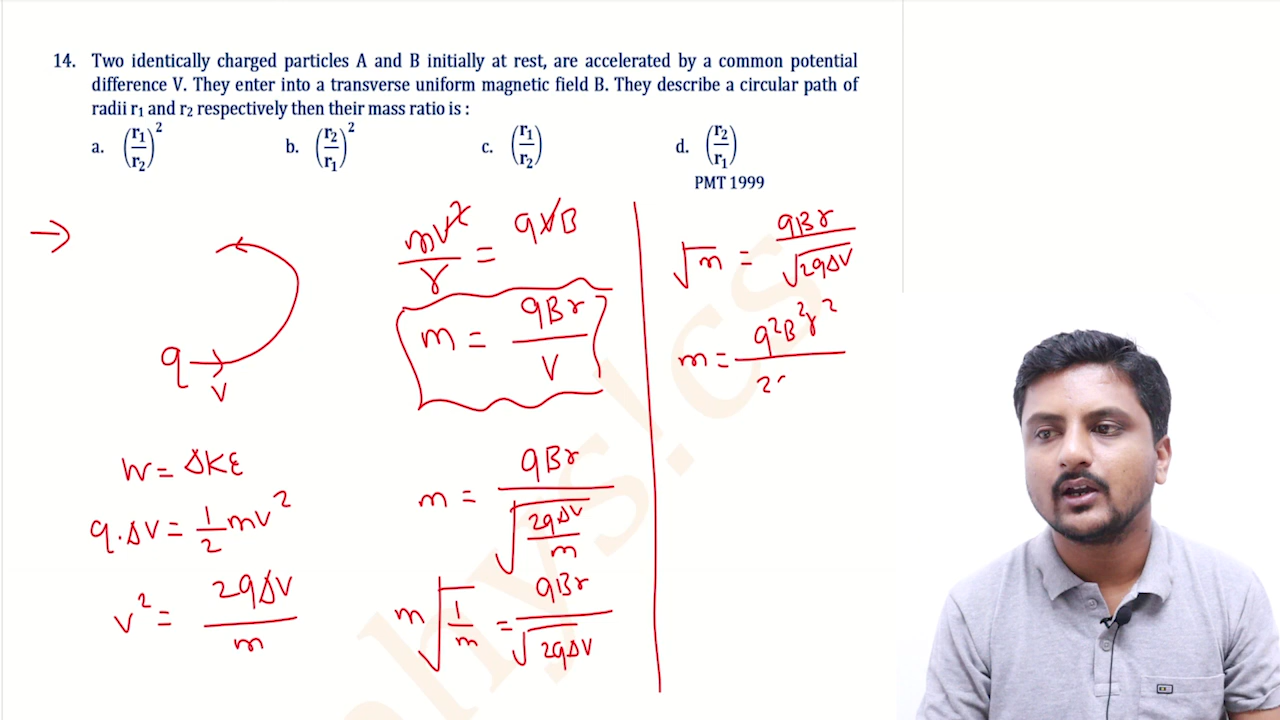 14. Two identically charged particles A and B initially at rest, are accelerated by a common potential
difference V. They enter into a transverse uniform magnetic field B. They describe a circular path of
radii r₁ and r₂ respectively then their mass ratio is :
a. (r₁/r₂)² b. (r₂/r₁)² c. (r₁/r₂) d. (r₂/r₁)
PMT 1999
→
q → v
W = ΔKE
q.ΔV = 1/2 mv²
v² = 2qΔV/m
mv²/r = qvB
m = qBr/v
m = qBr/√(2qΔV/m)
m√(1/m) = qBr/√(2qΔV)
√m = qBr/√(2qΔV)
m = q²B²r²/2
phys!cs